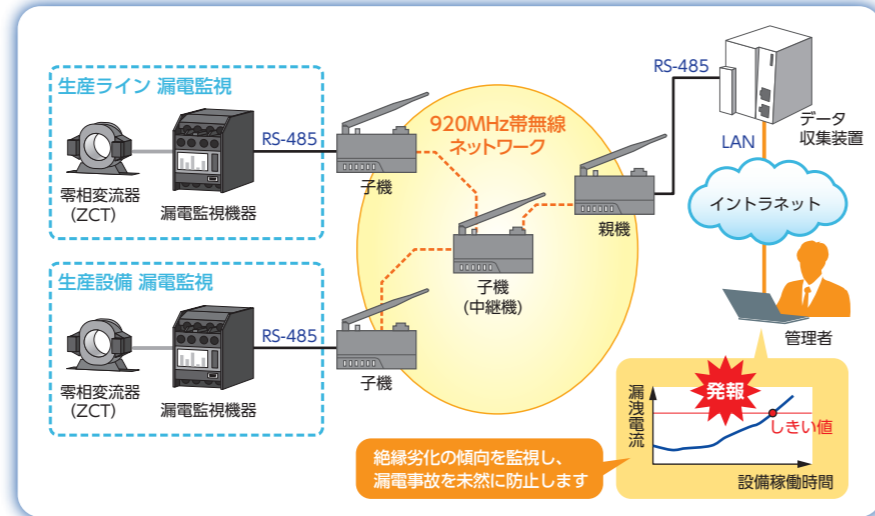 生産ライン 漏電監視
RS-485
零相変流器
(ZCT)
漏電監視機器
子機
生産設備 漏電監視
RS-485
零相変流器
(ZCT)
漏電監視機器
子機
920MHz帯無線
ネットワーク
子機
(中継機)
親機
RS-485
データ
収集装置
LAN
イントラネット
管理者
発報
漏洩電流
しきい値
設備稼働時間
絶縁劣化の傾向を監視し、
漏電事故を未然に防止します